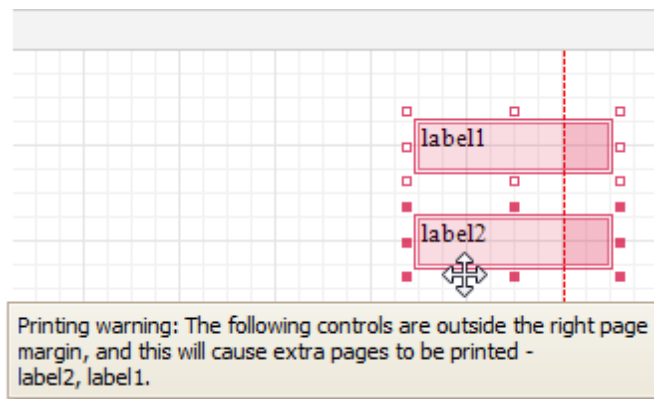 label1
label2
Printing warning: The following controls are outside the right page
margin, and this will cause extra pages to be printed -
label2, label1.